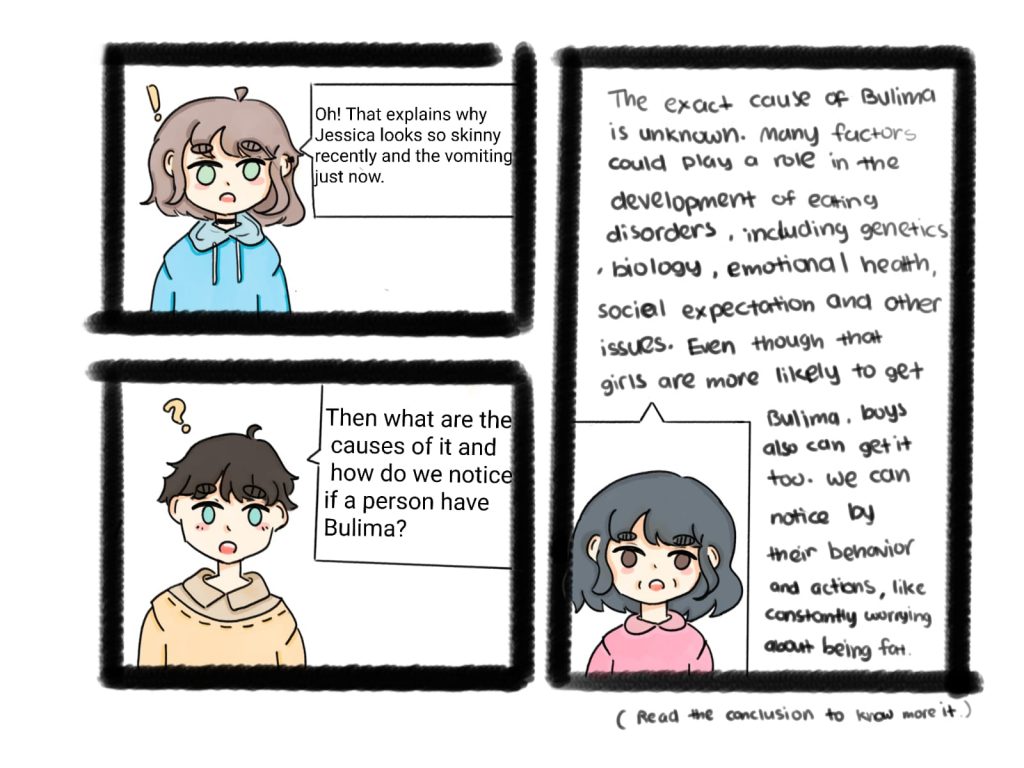 Oh! That explains why
Jessica looks so skinny
recently and the vomiting
just now.
Then what are the
causes of it and
how do we notice
if a person have
Bulima?
The exact cause of Bulima
is unknown. Many factors
could play a role in the
development of eating
disorders, including genetics
, biology, emotional health,
social expectation and other
issues. Even though that
girls are more likely to get
Bulima, boys
also can get it
too. We can
notice by
their behavior
and actions, like
constantly worrying
about being fat.
(Read the conclusion to know more it.)